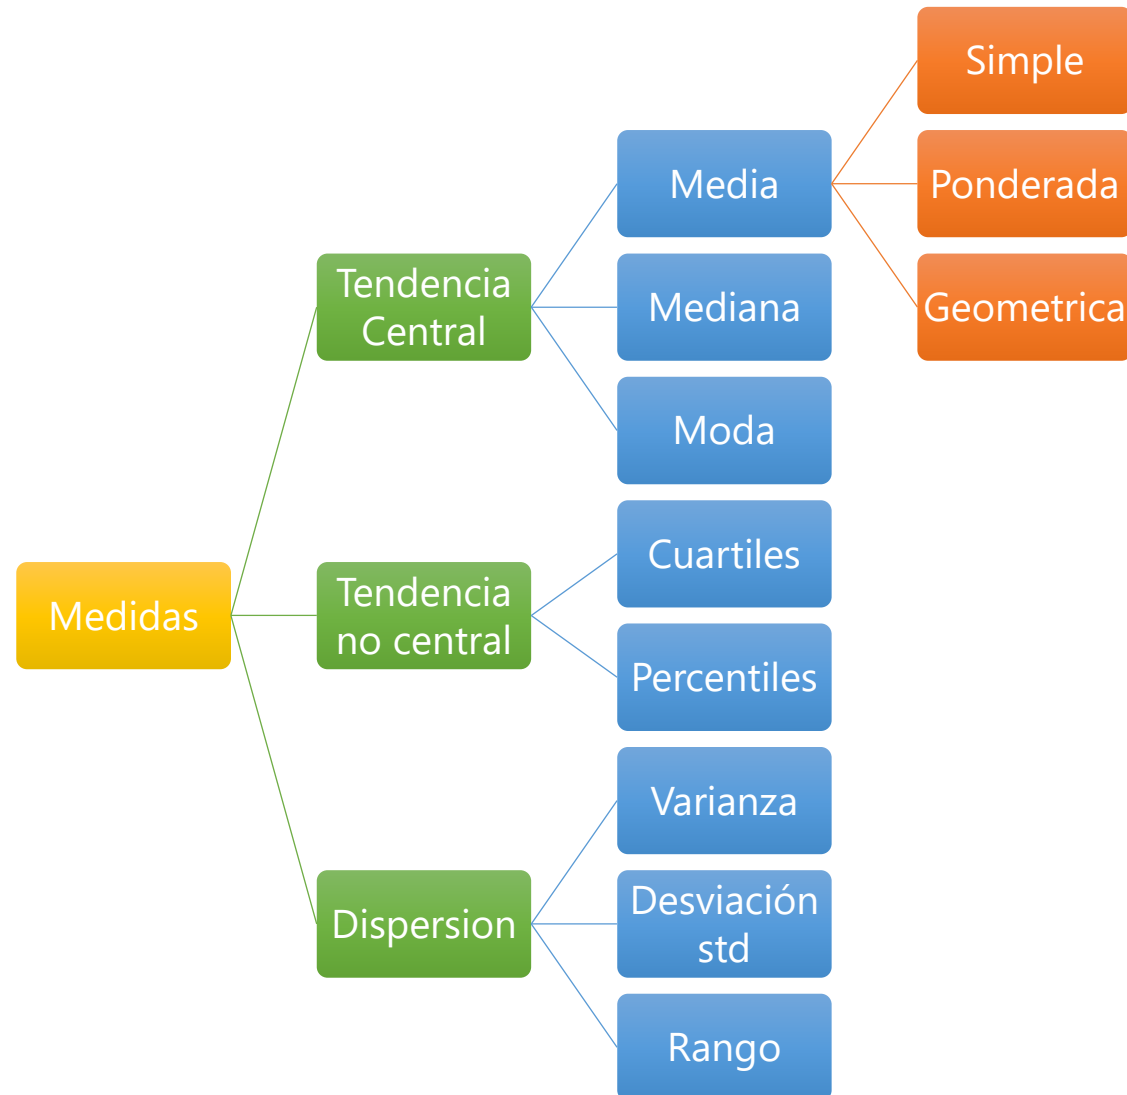 Simple
Media
Ponderada
Tendencia
Central
Mediana
Geometrica
Moda
Cuartiles
Medidas
Tendencia
no central
Percentiles
Varianza
Dispersion
Desviación
std
Rango